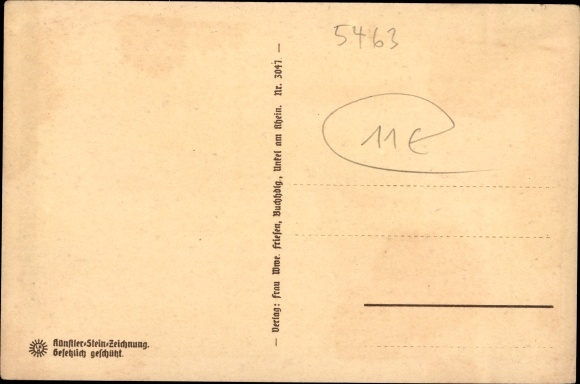 5463
11€
— Verlag: Frau Wwe. Friesen, Buchhdlg., Unkel am Rhein. Nr. 3047. —
Künstler-Stein-Zeichnung.
Gesetzlich geschützt.